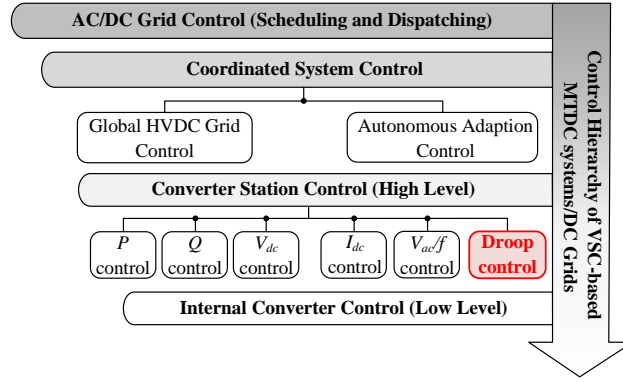 AC/DC Grid Control (Scheduling and Dispatching)
Coordinated System Control
Global HVDC Grid
Control
Autonomous Adaption
Control
Converter Station Control (High Level)
P
control
Q
control
Vdc
control
Idc
control
Vac/f
control
Droop
control
Internal Converter Control (Low Level)
Control Hierarchy of VSC-based
MTDC systems/DC Grids